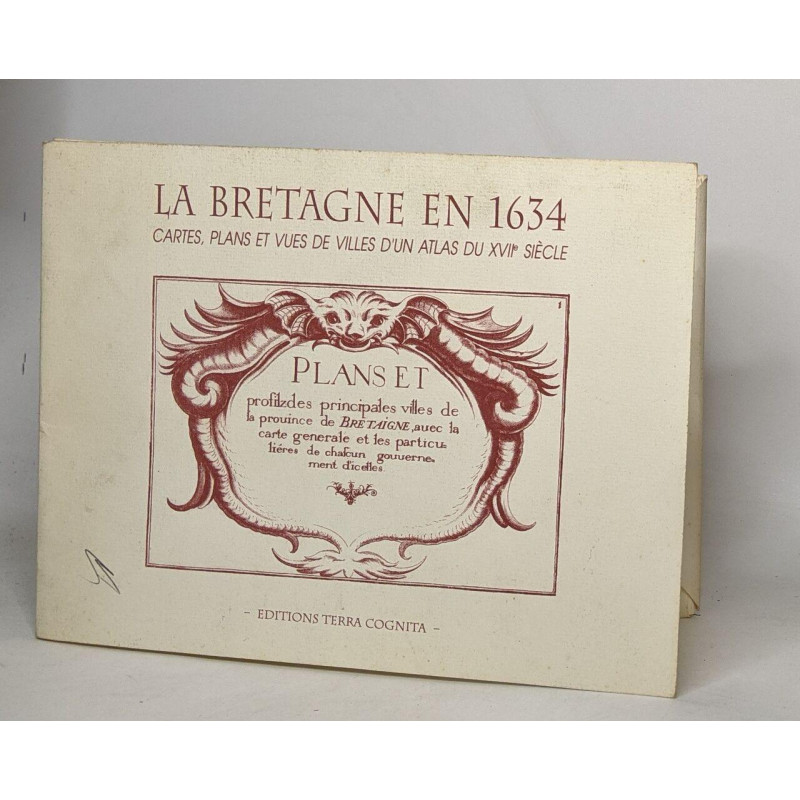 LA BRETAGNE EN 1634
CARTES, PLANS ET VUES DE VILLES D'UN ATLAS DU XVIIe SIÈCLE
1
PLANS ET
profilzdes principales villes de
la prouince de BRETAIGNE, auec la
carte generale et les particu-
liéres de chascun gouuerne-
ment d'icelles.
- EDITIONS TERRA COGNITA -